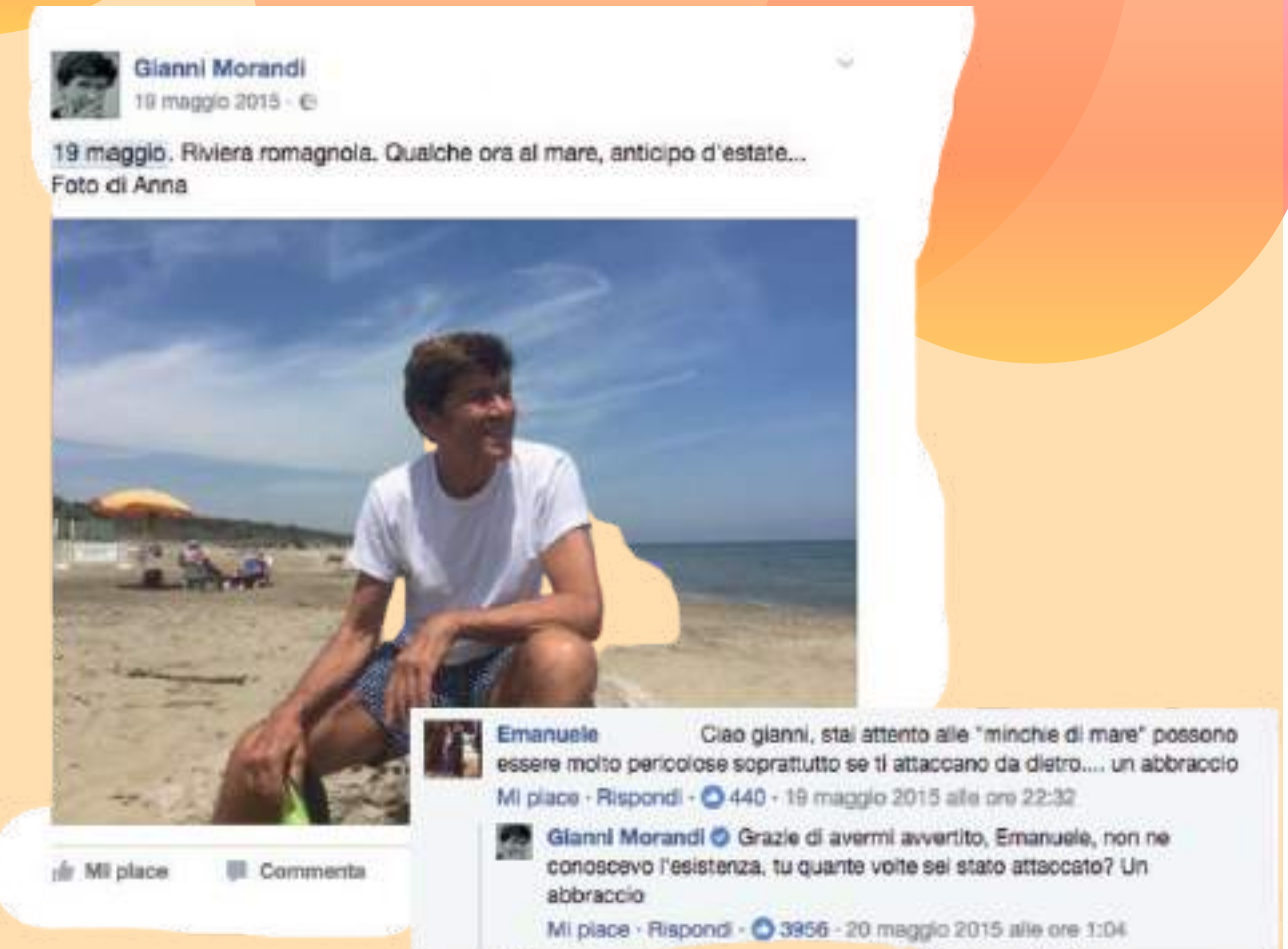 Gianni Morandi
19 maggio 2015 ·
19 maggio. Riviera romagnola. Qualche ora al mare, anticipo d'estate...
Foto di Anna
Mi piace Commenta
Emanuele Ciao gianni, stai attento alle "minchie di mare" possono
essere molto pericolose soprattutto se ti attaccano da dietro.... un abbraccio
Mi piace · Rispondi · 440 · 19 maggio 2015 alle ore 22:32
Gianni Morandi Grazie di avermi avvertito, Emanuele, non ne
conoscevo l'esistenza, tu quante volte sei stato attaccato? Un
abbraccio
Mi piace · Rispondi · 3956 · 20 maggio 2015 alle ore 1:04